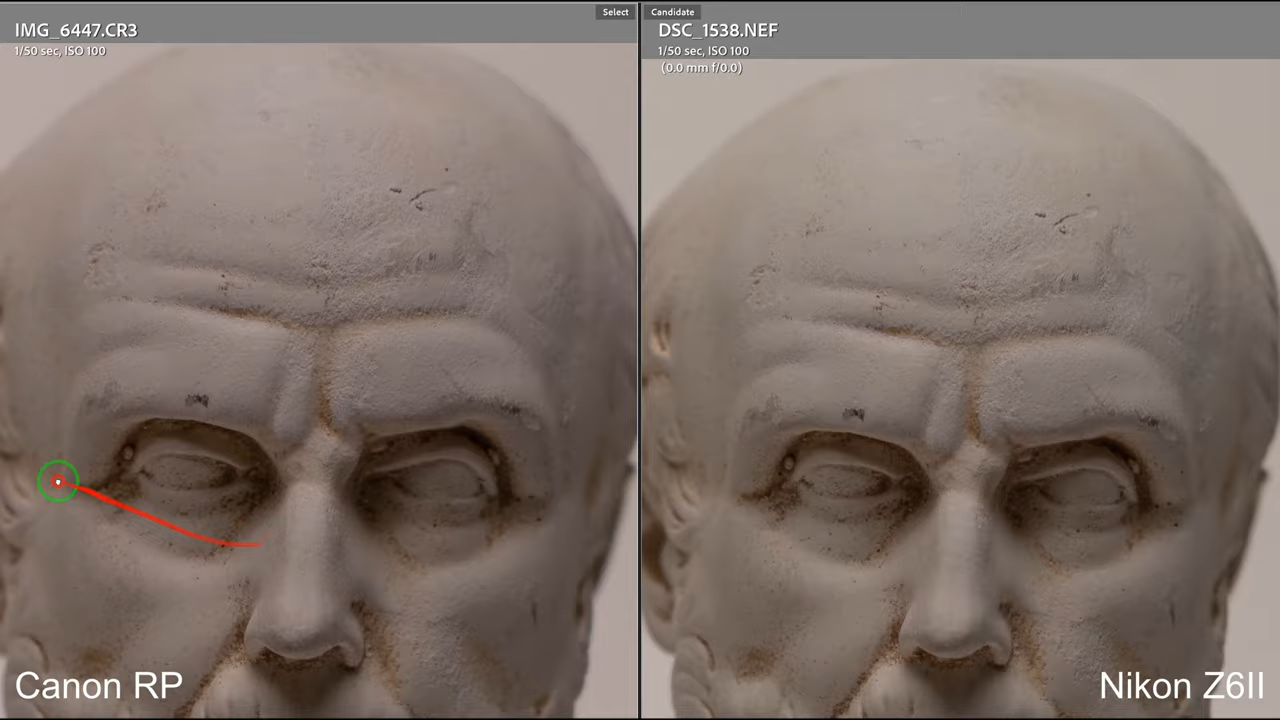 Select
IMG_6447.CR3
1/50 sec, ISO 100
Candidate
DSC_1538.NEF
1/50 sec, ISO 100
(0.0 mm f/0.0)
Canon RP
Nikon Z6II